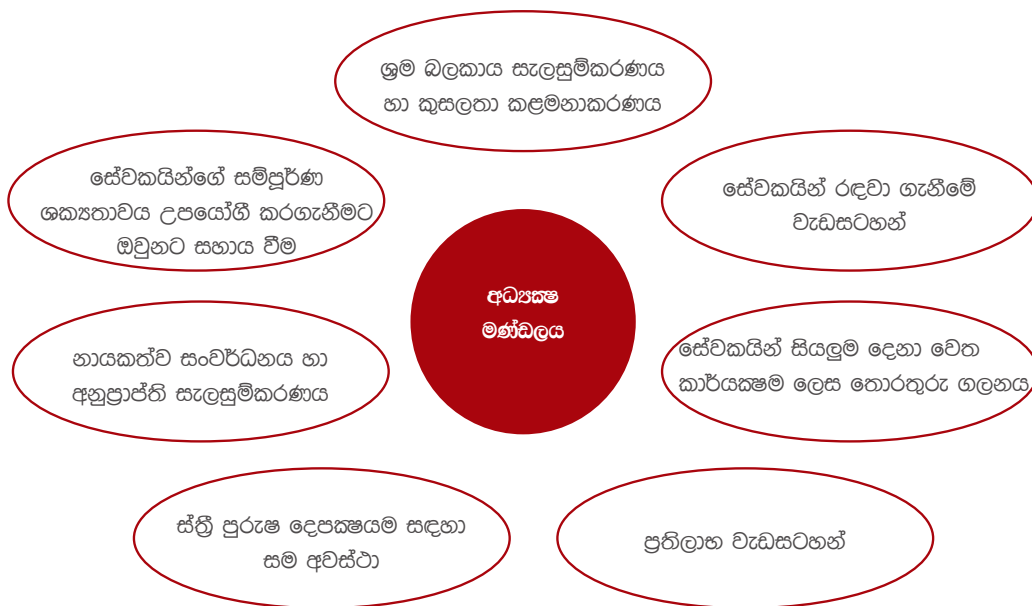 ශ්‍රම බලකාය සැලසුම්කරණය
හා කුසලතා කළමනාකරණය
සේවකයින්ගේ සම්පූර්ණ
ශක්‍යතාවය උපයෝගී කරගැනීමට
ඔවුනට සහාය වීම
සේවකයින් රඳවා ගැනීමේ
වැඩසටහන්
අධ්‍යක්‍ෂ
මණ්ඩලය
නායකත්ව සංවර්ධනය හා
අනුප්‍රාප්ති සැලසුම්කරණය
සේවකයින් සියලුම දෙනා වෙත
කාර්යක්‍ෂම ලෙස තොරතුරු ගලනය
ස්ත්‍රී පුරුෂ දෙපක්‍ෂයම සඳහා
සම අවස්ථා
ප්‍රතිලාභ වැඩසටහන්